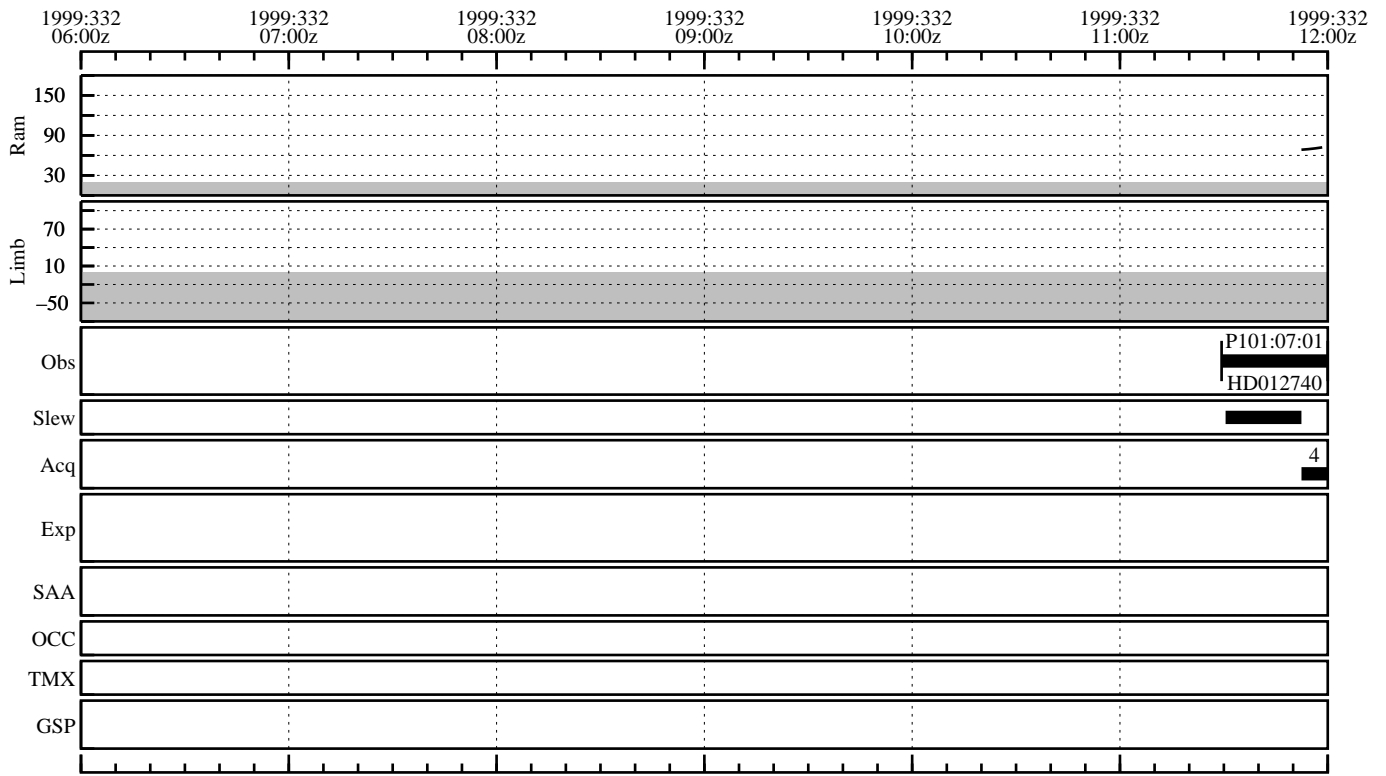 1999:332 1999:332 1999:332 1999:332 1999:332 1999:332 1999:332
06:00z 07:00z 08:00z 09:00z 10:00z 11:00z 12:00z
Ram
150
90
30
Limb
70
10
−50
Obs
P101:07:01
HD012740
Slew
Acq
4
Exp
SAA
OCC
TMX
GSP